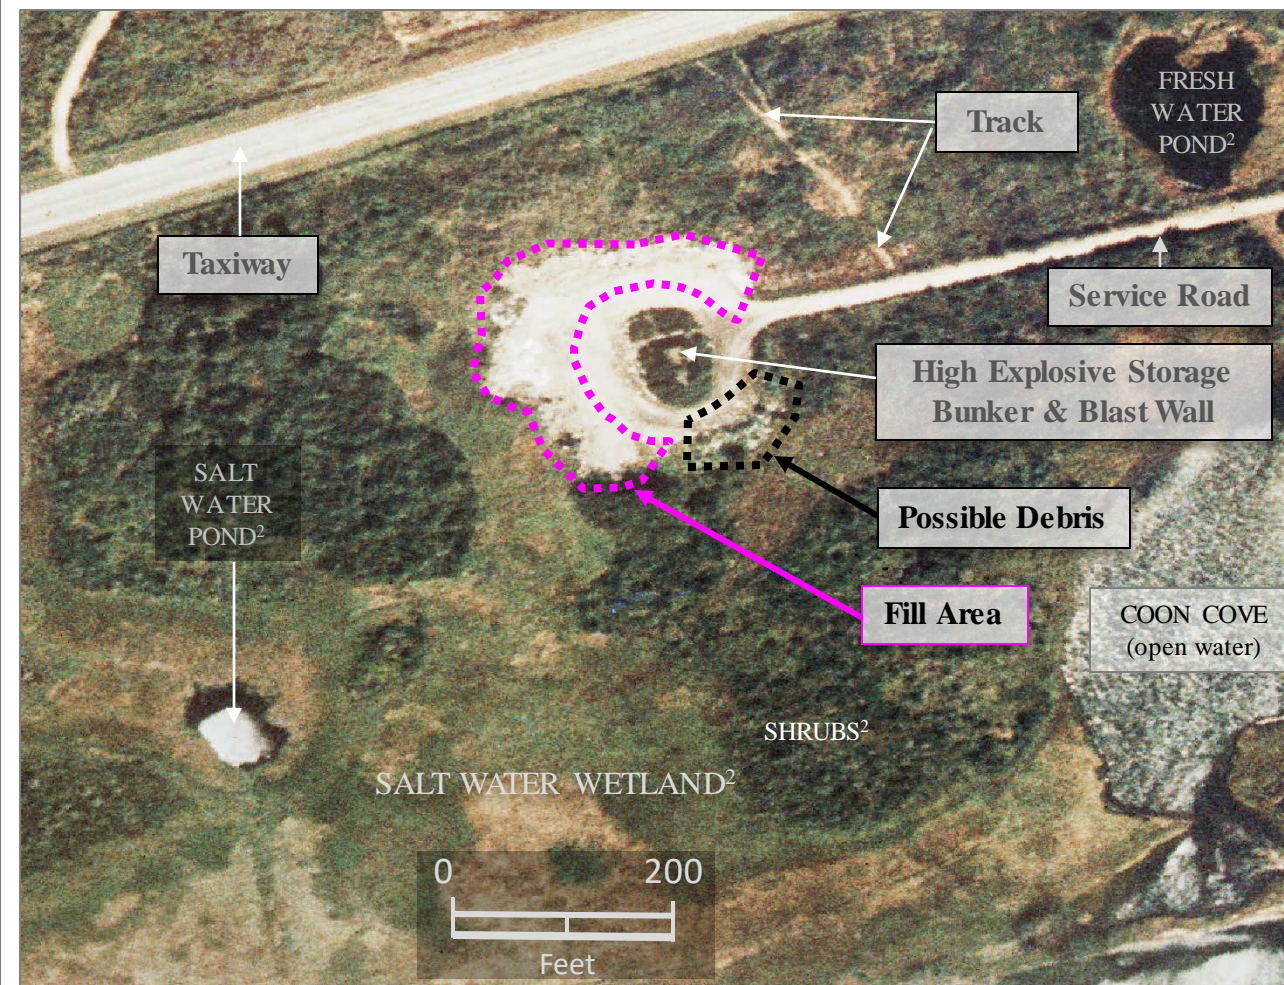 FRESH
WATER
POND²
Track
Taxiway
Service Road
High Explosive Storage
Bunker & Blast Wall
SALT
WATER
POND²
Possible Debris
Fill Area
COON COVE
(open water)
SHRUBS²
SALT WATER WETLAND²
0 200
Feet